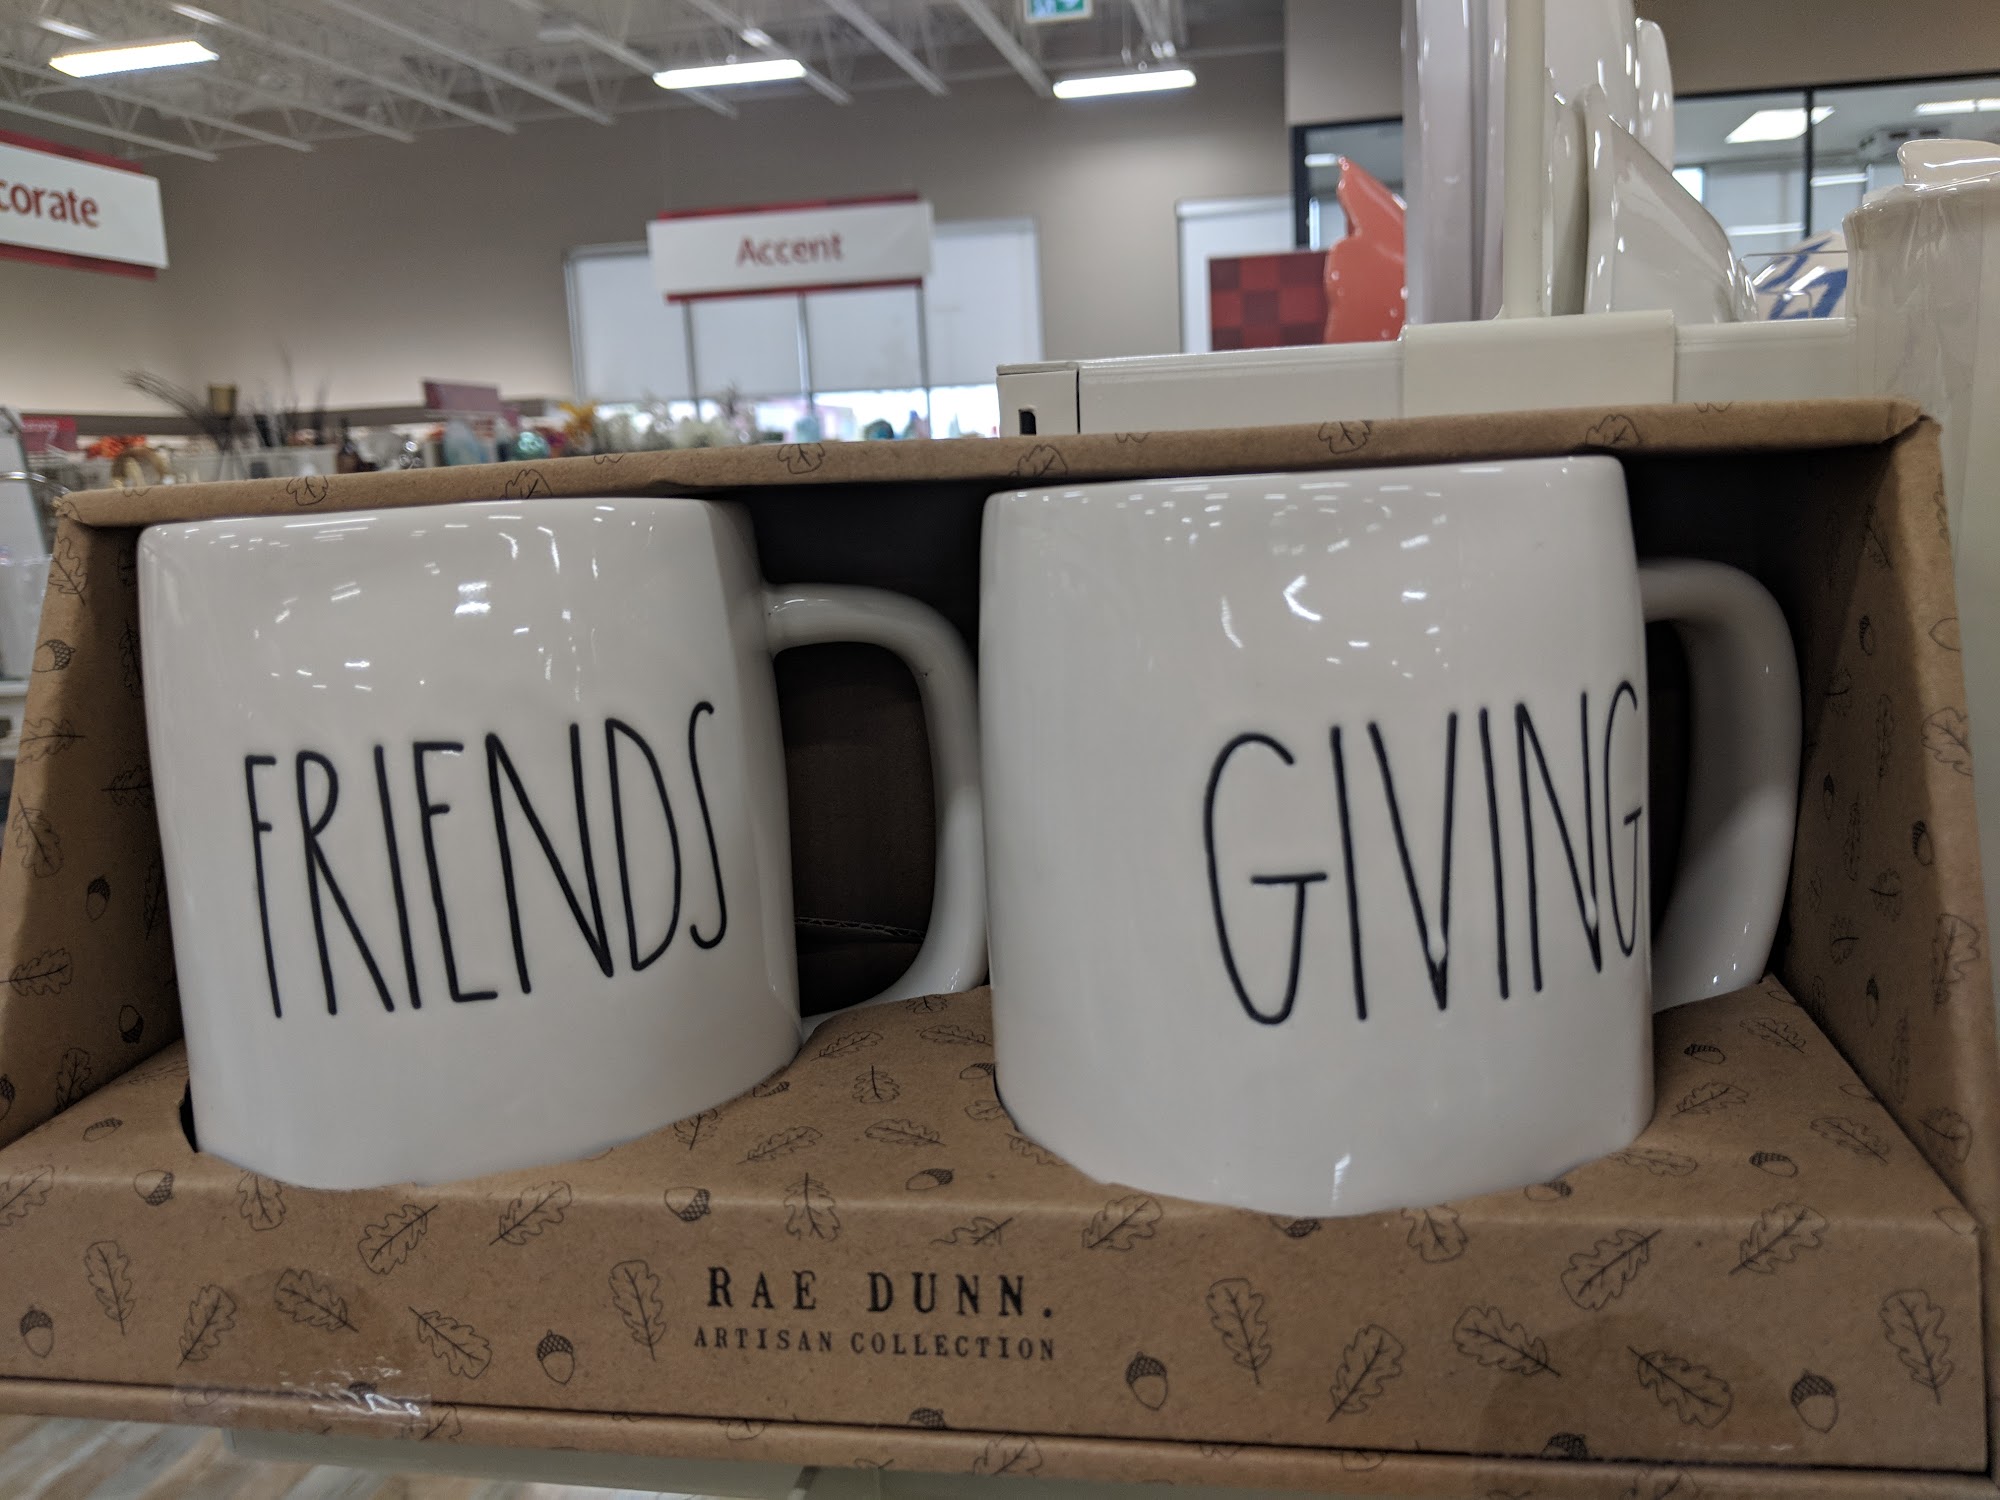 corate
Accent
FRIENDS
GIVING
RAE DUNN.
ARTISAN COLLECTION